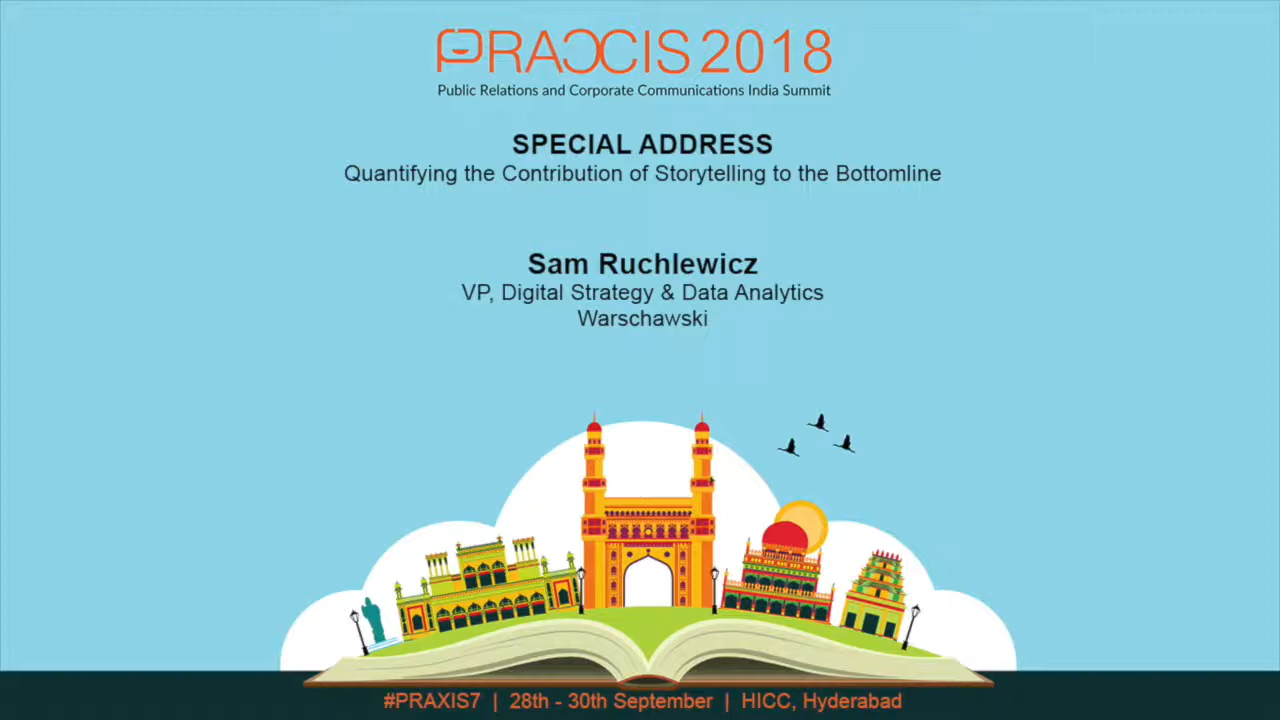 PRAXIS 2018
Public Relations and Corporate Communications India Summit
SPECIAL ADDRESS
Quantifying the Contribution of Storytelling to the Bottomline
Sam Ruchlewicz
VP, Digital Strategy & Data Analytics
Warschawski
#PRAXIS7 | 28th - 30th September | HICC, Hyderabad